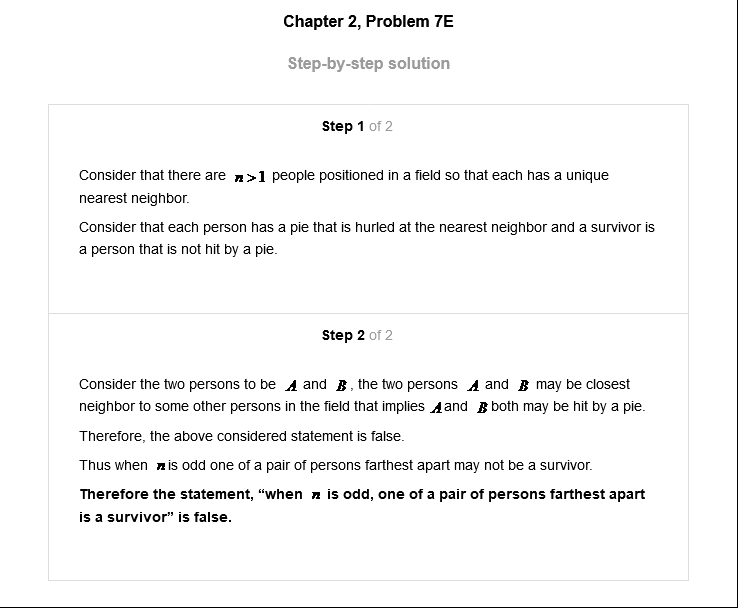 Chapter 2, Problem 7E
Step-by-step solution
Step 1 of 2
Consider that there are n>1 people positioned in a field so that each has a unique
nearest neighbor.
Consider that each person has a pie that is hurled at the nearest neighbor and a survivor is
a person that is not hit by a pie.
Step 2 of 2
Consider the two persons to be A and B, the two persons A and B may be closest
neighbor to some other persons in the field that implies A and B both may be hit by a pie.
Therefore, the above considered statement is false.
Thus when n is odd one of a pair of persons farthest apart may not be a survivor.
Therefore the statement, “when n is odd, one of a pair of persons farthest apart
is a survivor” is false.